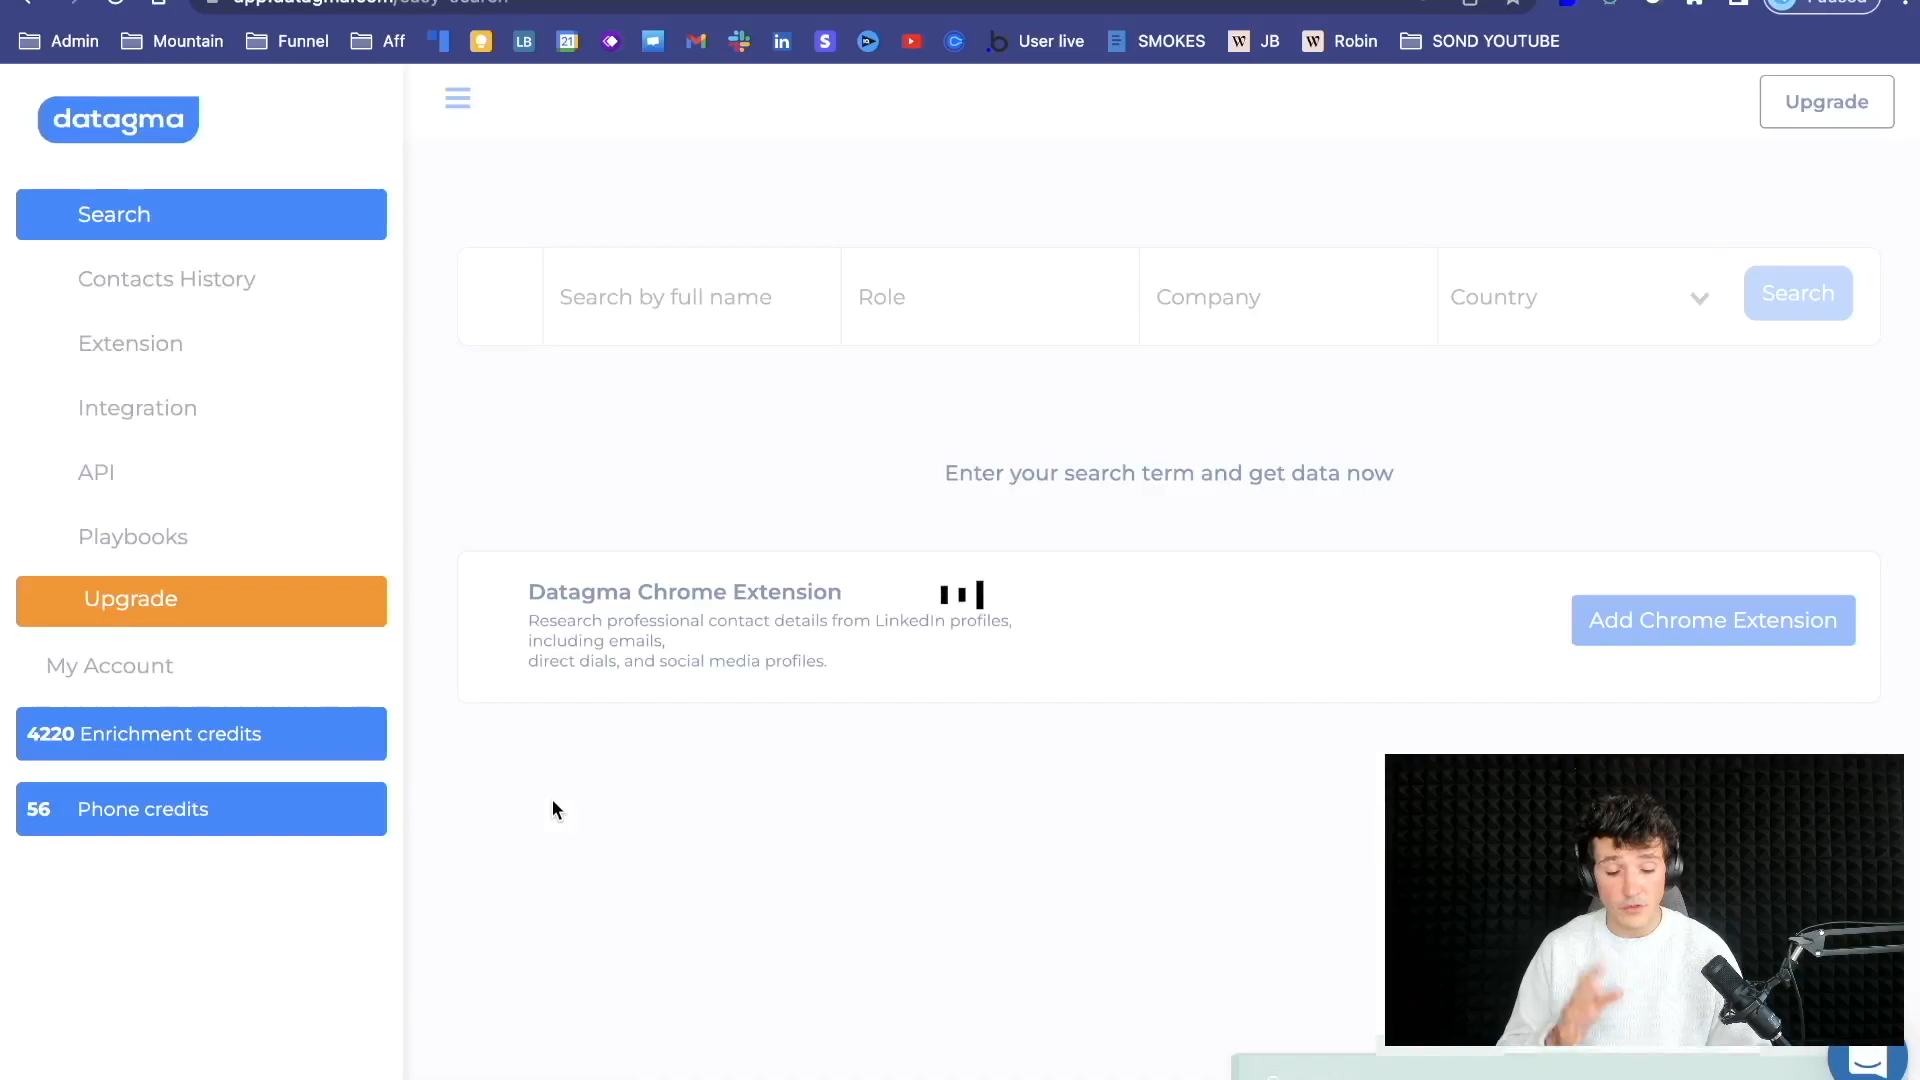 Admin
Mountain
Funnel
Aff
LB
21
in
S
User live
SMOKES
W
JB
W
Robin
SOND YOUTUBE
datagma
Upgrade
Search
Contacts History
Extension
Integration
API
Playbooks
Upgrade
My Account
4220 Enrichment credits
56 Phone credits
Search by full name
Role
Company
Country
Search
Enter your search term and get data now
Datagma Chrome Extension
Research professional contact details from LinkedIn profiles,
including emails,
direct dials, and social media profiles.
Add Chrome Extension